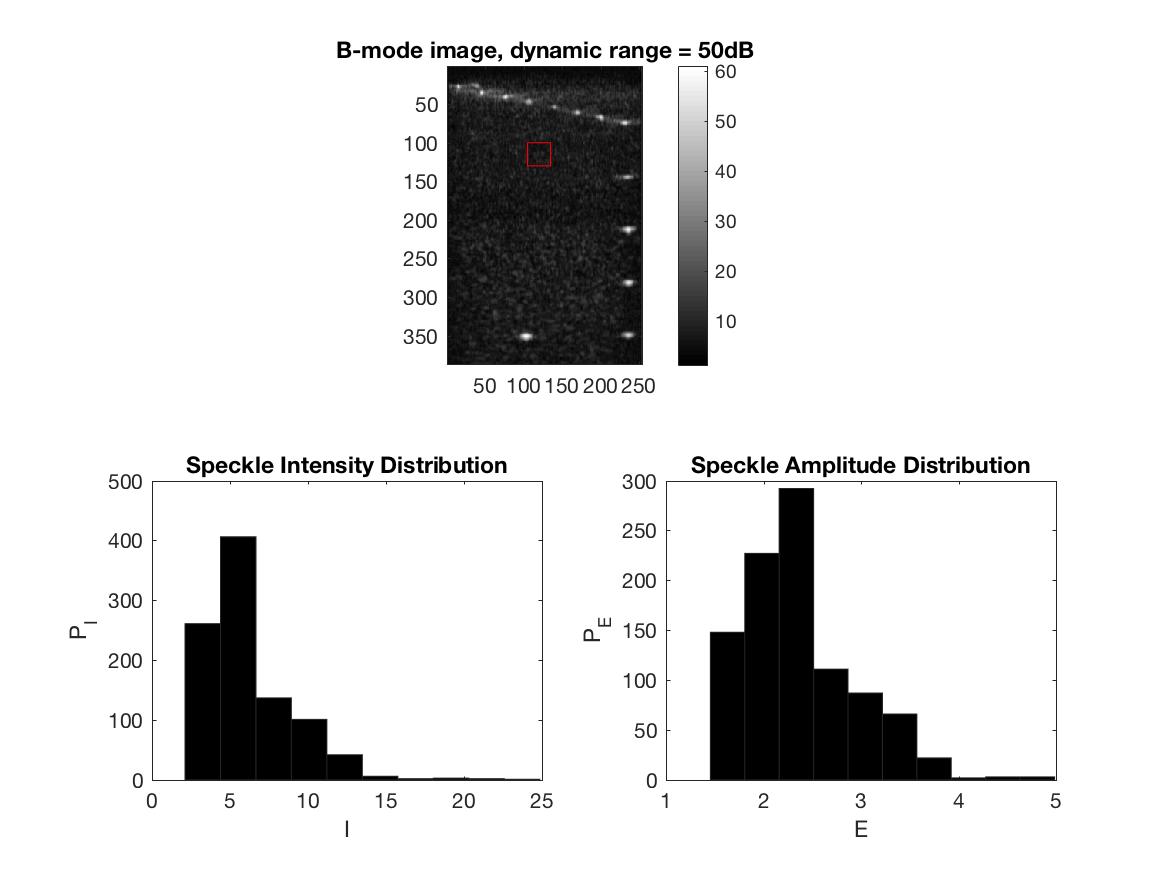 B-mode image, dynamic range = 50dB
50
100
150
200
250
300
350
50 100 150 200 250
60
50
40
30
20
10
Speckle Intensity Distribution
500
400
300
200
100
0
P_I
0 5 10 15 20 25
I
Speckle Amplitude Distribution
300
250
200
150
100
50
0
P_E
1 2 3 4 5
E